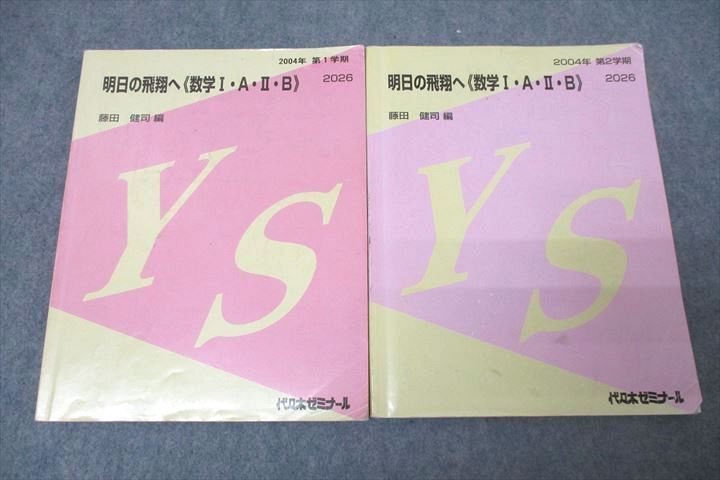 2004年 第1学期
明日の飛翔へ《数学Ⅰ・A・Ⅱ・B》 2026
藤田 健司 編
YS
代々木ゼミナール
2004年 第2学期
明日の飛翔へ《数学Ⅰ・A・Ⅱ・B》 2026
藤田 健司 編
YS
代々木ゼミナール